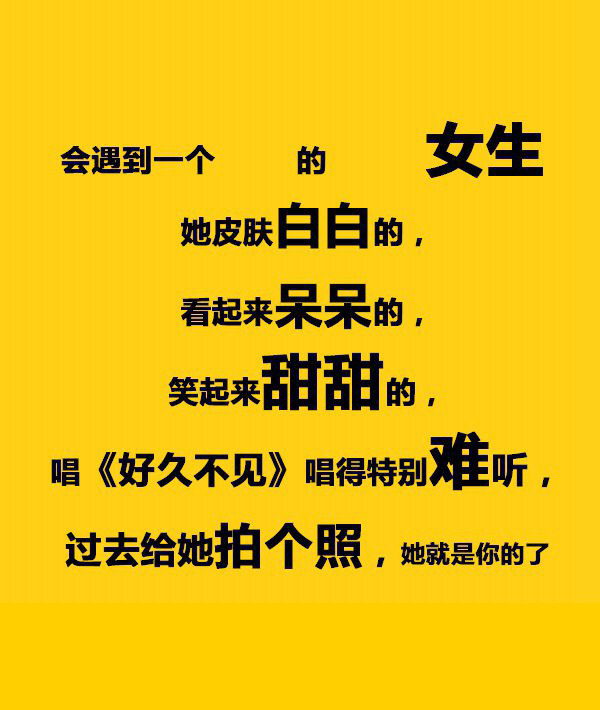 会遇到一个 的 女生
她皮肤白白的，
看起来呆呆的，
笑起来甜甜的，
唱《好久不见》唱得特别难听，
过去给她拍个照，她就是你的了